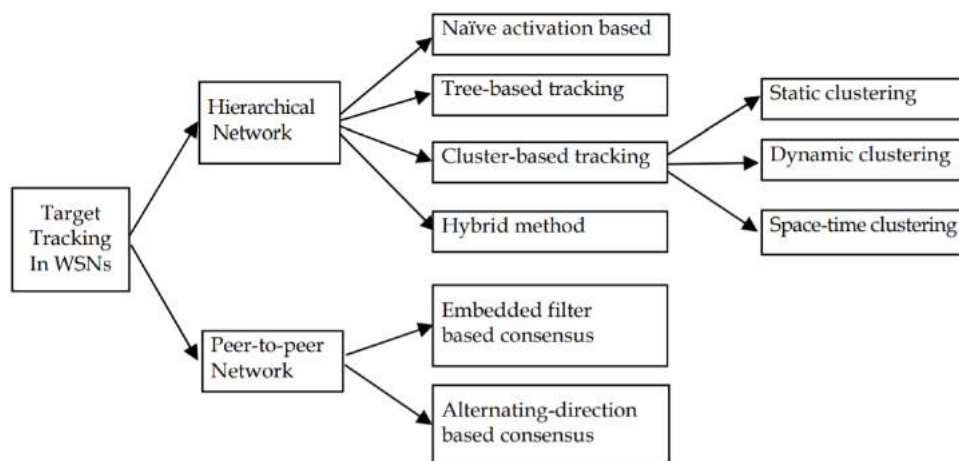 Naïve activation based
Hierarchical
Network
Tree-based tracking
Static clustering
Cluster-based tracking
Dynamic clustering
Target
Tracking
In WSNs
Hybrid method
Space-time clustering
Peer-to-peer
Network
Embedded filter
based consensus
Alternating-direction
based consensus